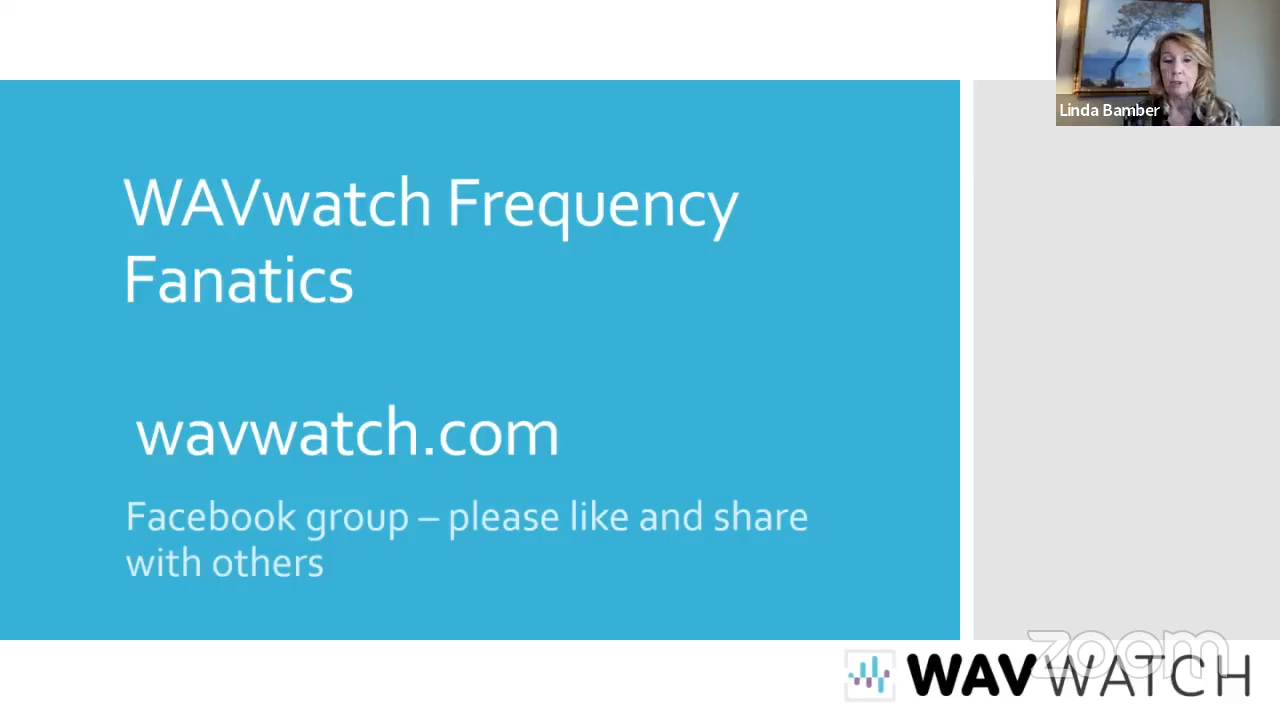 Linda Bamber
WAVwatch Frequency
Fanatics
wavwatch.com
Facebook group – please like and share
with others
zoom
WAVWATCH